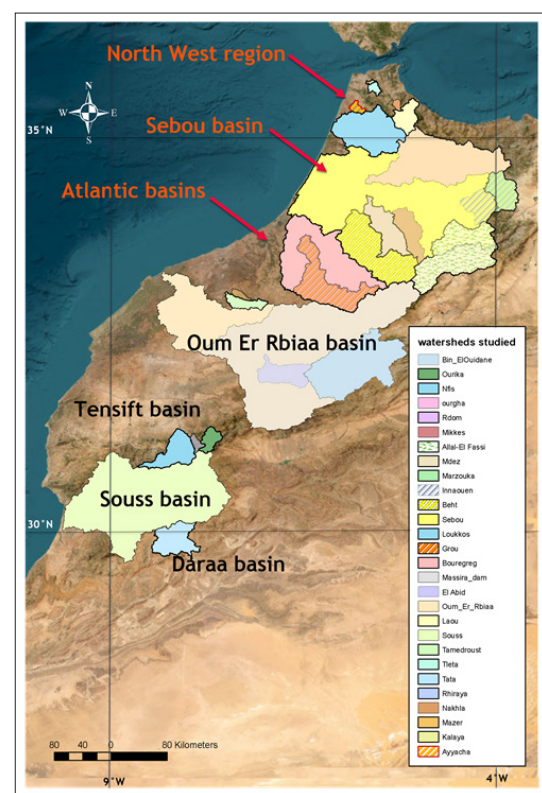 North West region
N
W E
S
35°N
Sebou basin
Atlantic basins
Oum Er Rbiaa basin
Tensift basin
Souss basin
30°N
Daraa basin
watersheds studied
Bin_ElOuidane
Ourika
Nfis
ourgha
Rdom
Mikkes
Allal-El Fassi
Mdez
Marzouka
Innaouen
Beht
Sebou
Loukkos
Grou
Bouregreg
Massira_dam
El Abid
Oum_Er_Rbiaa
Laou
Souss
Tamedroust
Tleta
Tata
Rhiraya
Nakhla
Mazer
Kalaya
Ayyacha
80 40 0 80 Kilometers
9°W 4°W